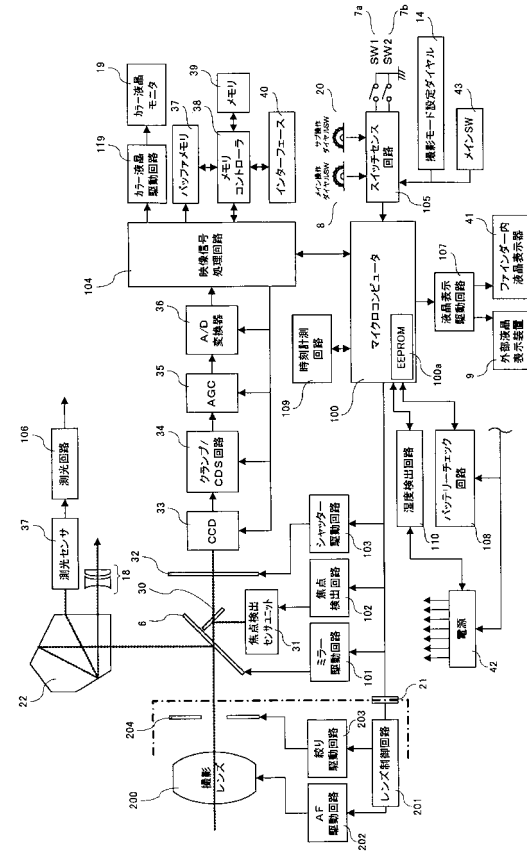 カラー液晶
モニタ
19
カラー液晶
駆動回路
119
バッファメモリ
37
メモリ
39
メモリ
コントローラ
38
インターフェース
40
映像信号
処理回路
104
A/D
変換器
36
AGC
35
クランプ/
CDS回路
34
CCD
33
測光回路
106
測光センサ
37
18
22
32
30
6
焦点検出
センサユニット
31
シャッター
駆動回路
103
焦点
検出回路
102
ミラー
駆動回路
101
204
撮影
レンズ
200
絞り
駆動回路
203
AF駆動回路
202
レンズ制御回路
201
21
7a
7b
SW1
SW2
サブ操作
ダイヤルSW
20
メイン操作
ダイヤルSW
8
スイッチセンス
回路
105
撮影モード設定ダイヤル
14
メインSW
43
マイクロコンピュータ
100
EEPROM
100a
時刻計測
回路
109
液晶表示
駆動回路
107
ファインダー内
液晶表示器
41
外部液晶
表示装置
9
湿度検出回路
110
バッテリーチェック
回路
108
電源
42